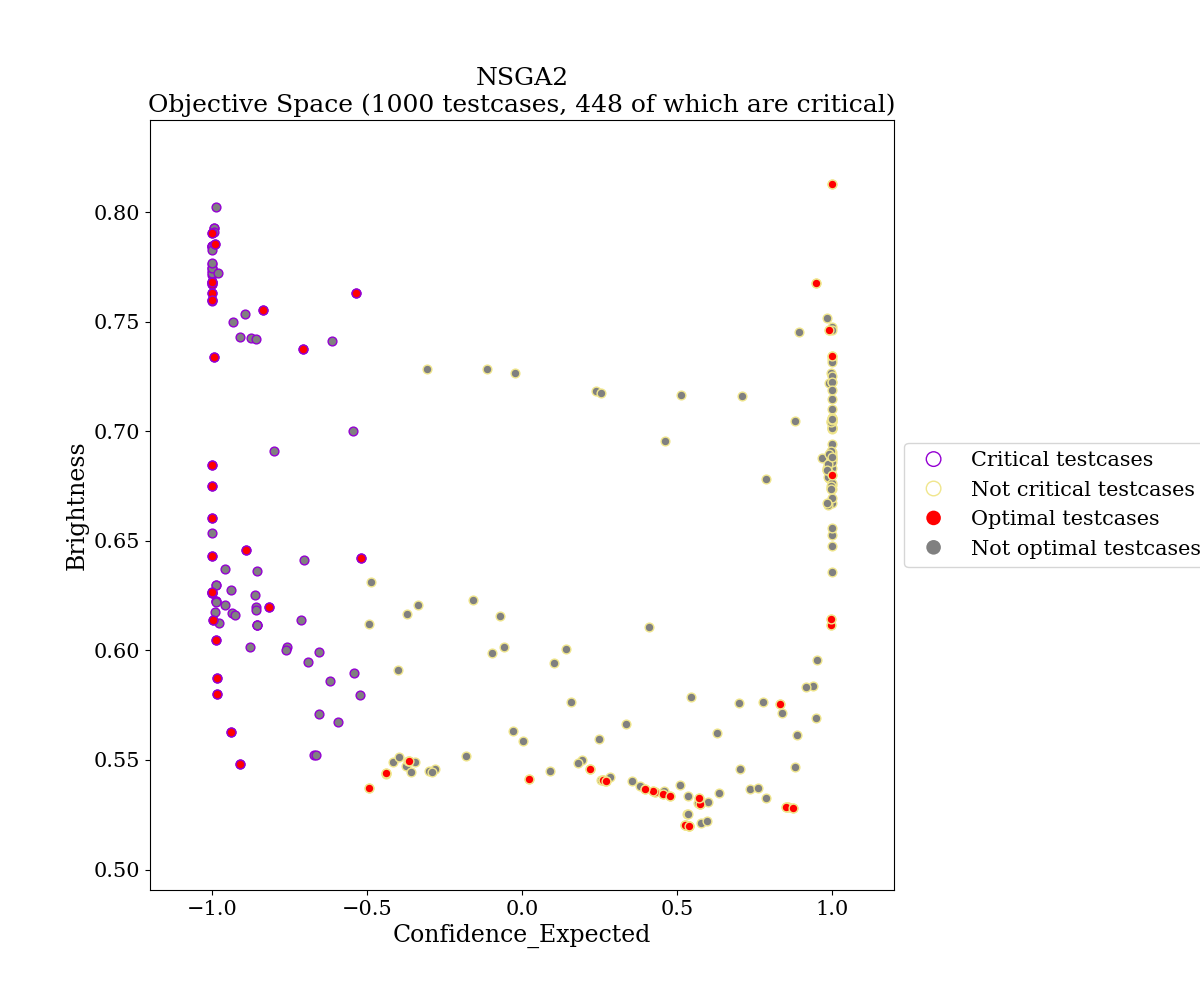 NSGA2
Objective Space (1000 testcases, 448 of which are critical)
0.80
0.75
0.70
0.65
0.60
0.55
0.50
Brightness
−1.0
−0.5
0.0
0.5
1.0
Confidence_Expected
Critical testcases
Not critical testcases
Optimal testcases
Not optimal testcases